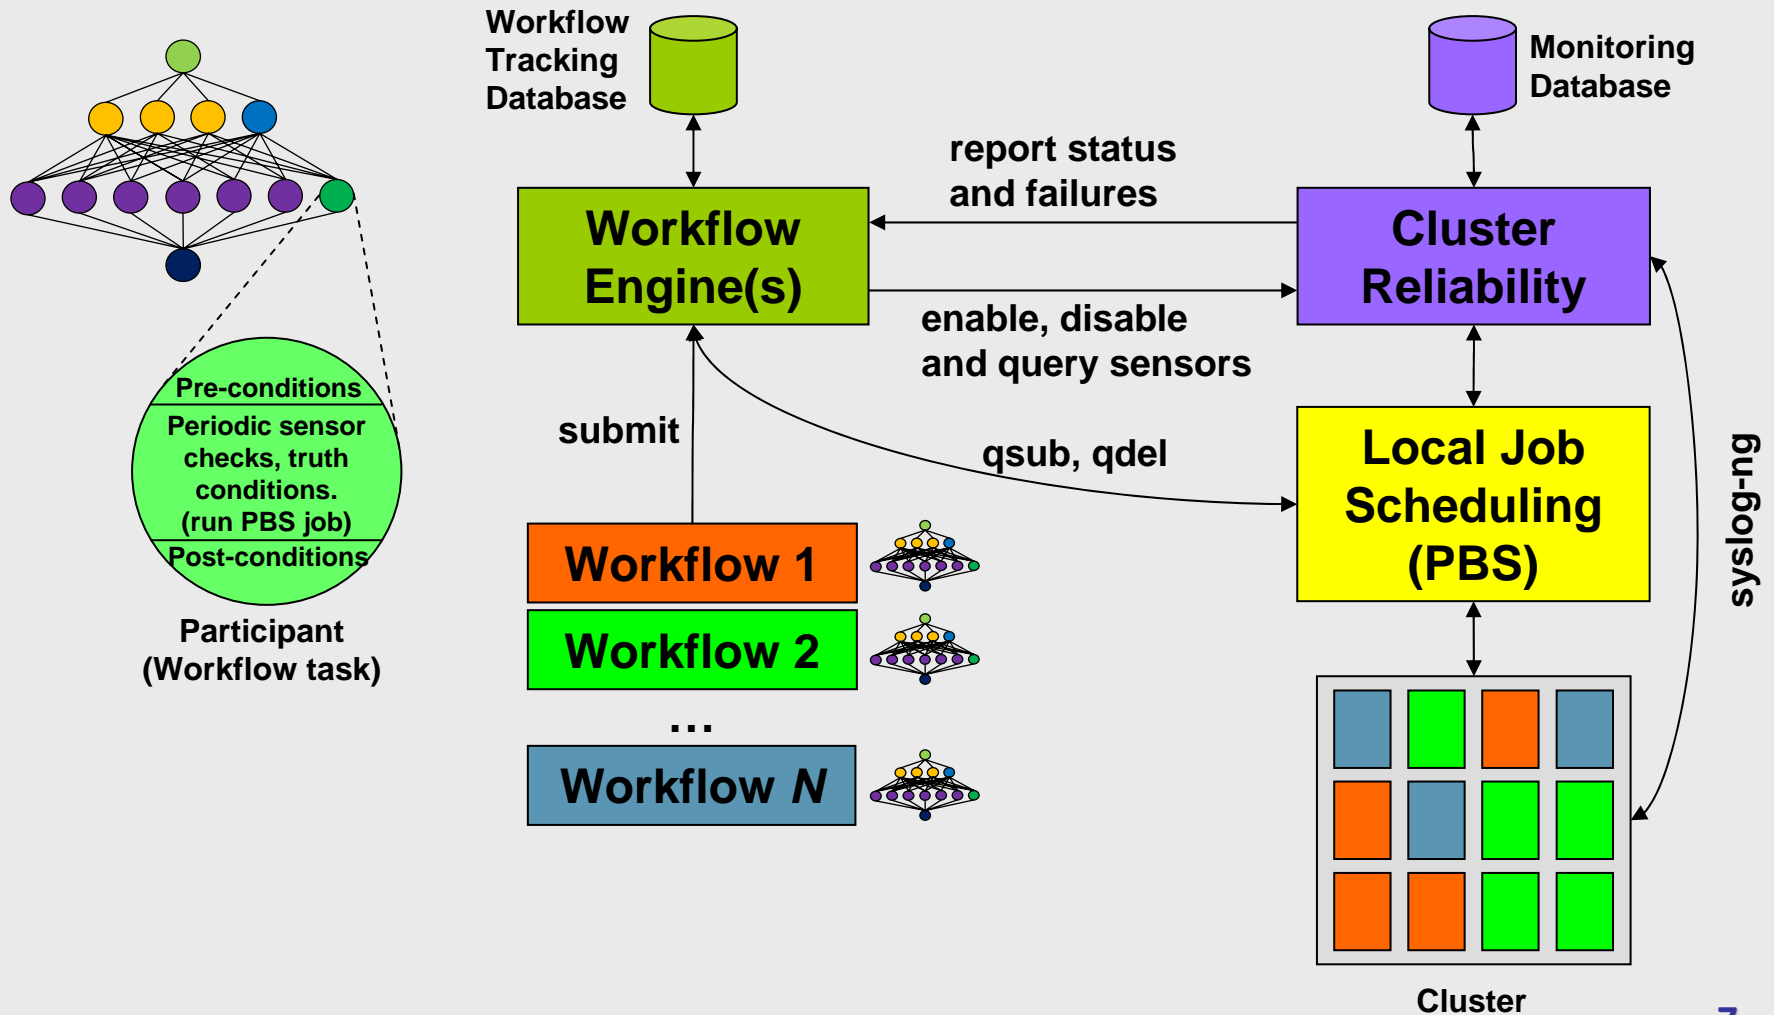 Workflow
Tracking
Database
Monitoring
Database
report status
and failures
Workflow
Engine(s)
Cluster
Reliability
enable, disable
and query sensors
Pre-conditions
Periodic sensor
checks, truth
conditions.
(run PBS job)
Post-conditions
Participant
(Workflow task)
submit
qsub, qdel
Local Job
Scheduling
(PBS)
syslog-ng
Workflow 1
Workflow 2
...
Workflow N
Cluster
7